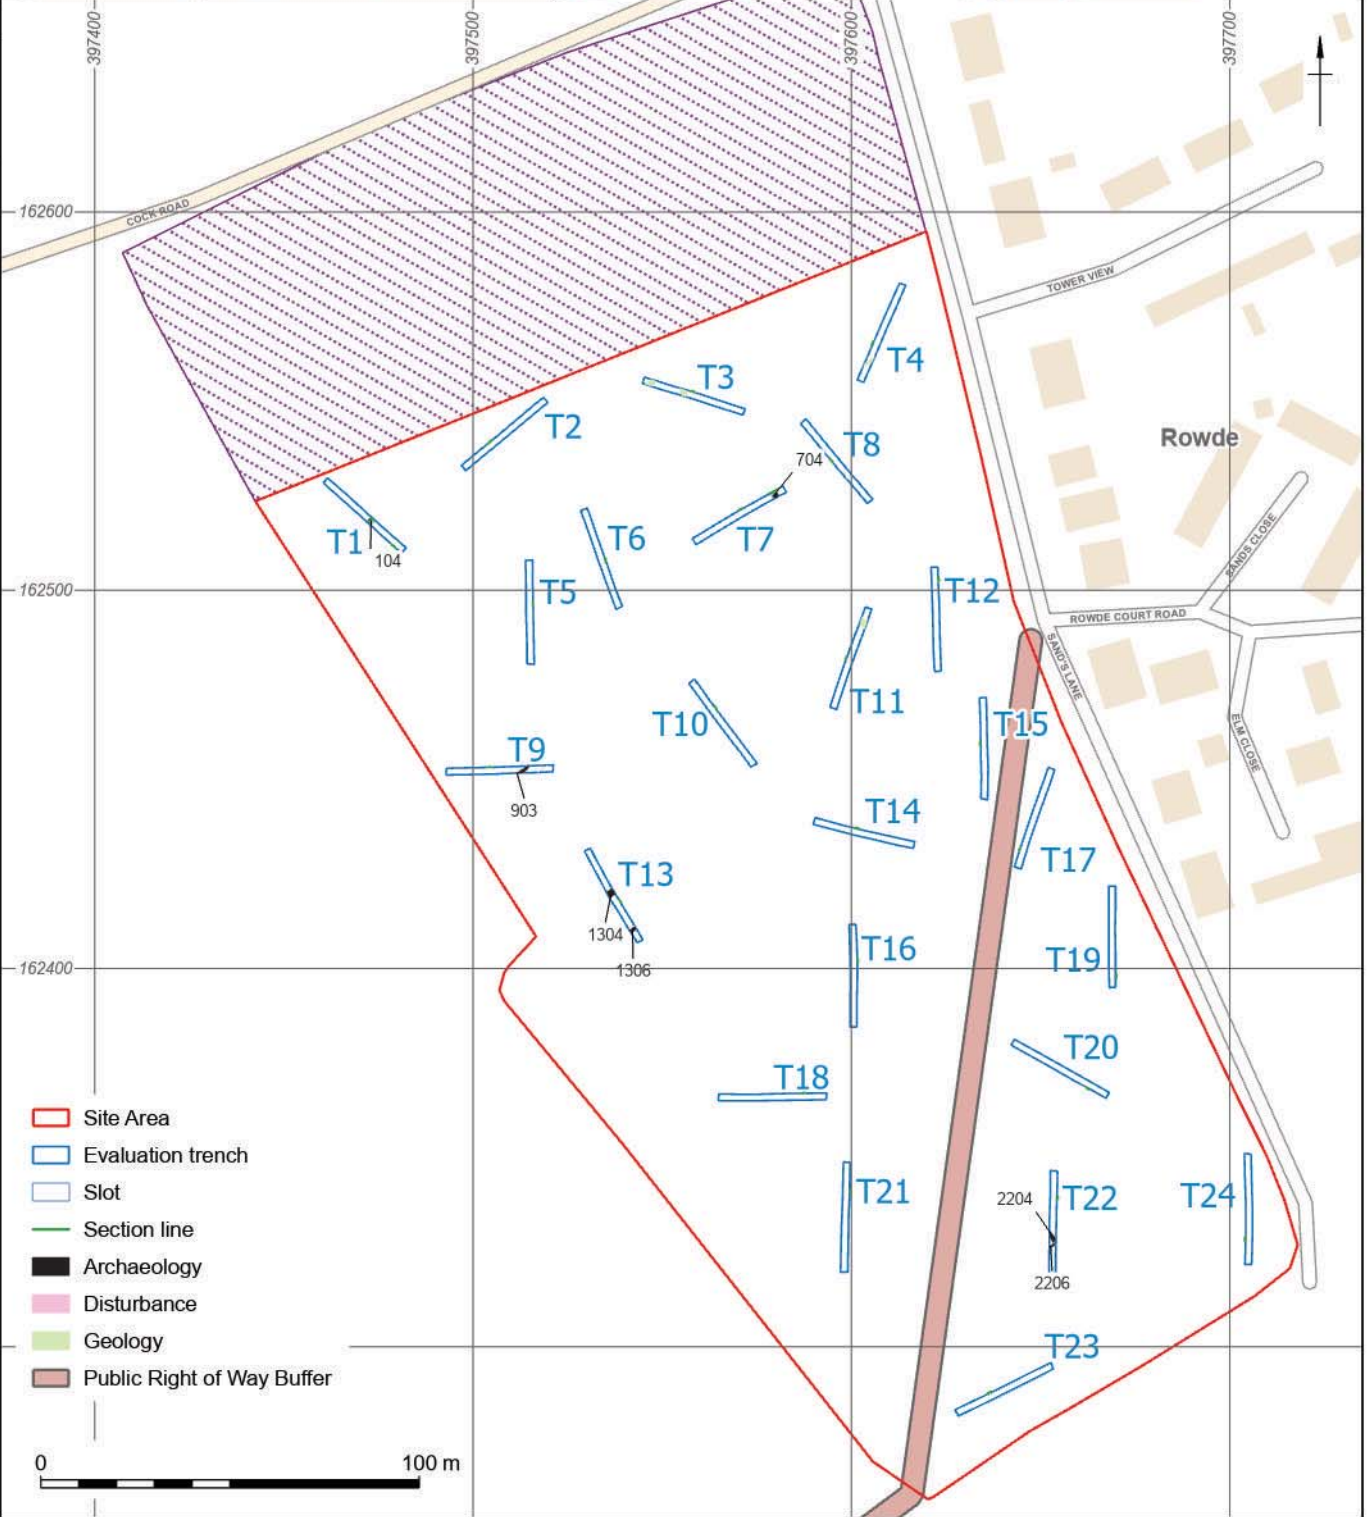 397400
397500
397600
397700
162600
COCK ROAD
TOWER VIEW
T4
T3
T2
Rowde
T8
704
T1
104
T6
T7
SANDS CLOSE
162500
T5
T12
ROWDE COURT ROAD
SAND'S LANE
T11
T10
T15
ELM CLOSE
T9
903
T14
T17
T13
1304
1306
T16
T19
162400
T20
T18
T21
2204
T22
T24
2206
T23
Site Area
Evaluation trench
Slot
Section line
Archaeology
Disturbance
Geology
Public Right of Way Buffer
0
100 m